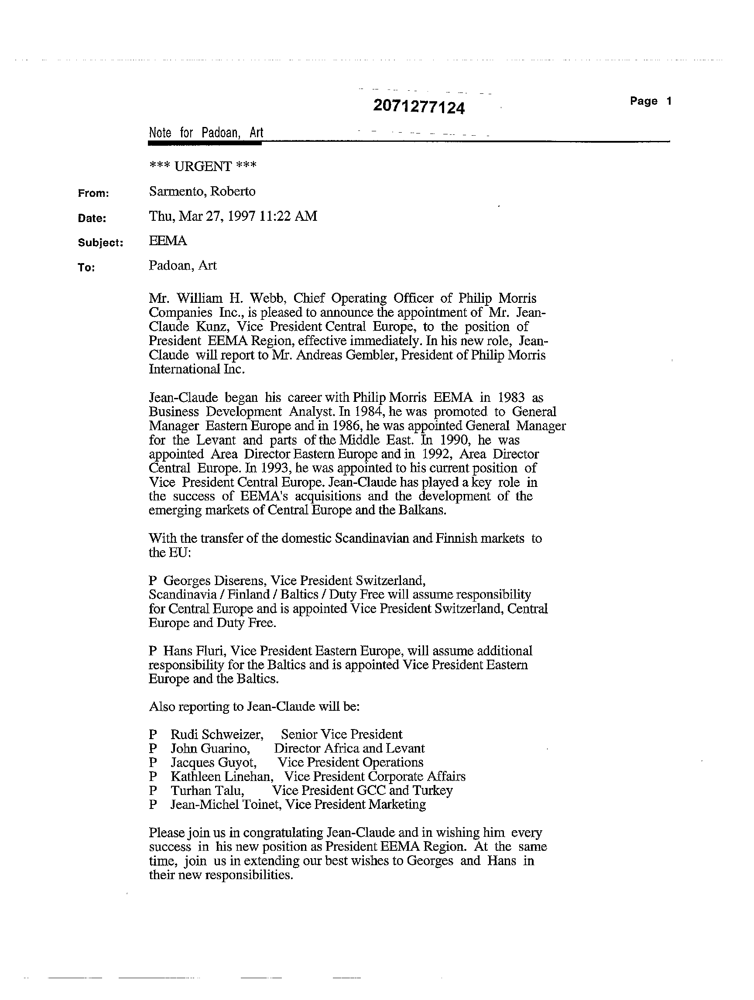 2071277124
Page 1
Note for Padoan, Art
*** URGENT ***
From: Sarmento, Roberto
Date: Thu, Mar 27, 1997 11:22 AM
Subject: EEMA
To: Padoan, Art
Mr. William H. Webb, Chief Operating Officer of Philip Morris
Companies Inc., is pleased to announce the appointment of Mr. Jean-
Claude Kunz, Vice President Central Europe, to the position of
President EEMA Region, effective immediately. In his new role, Jean-
Claude will report to Mr. Andreas Gembler, President of Philip Morris
International Inc.
Jean-Claude began his career with Philip Morris EEMA in 1983 as
Business Development Analyst. In 1984, he was promoted to General
Manager Eastern Europe and in 1986, he was appointed General Manager
for the Levant and parts of the Middle East. In 1990, he was
appointed Area Director Eastern Europe and in 1992, Area Director
Central Europe. In 1993, he was appointed to his current position of
Vice President Central Europe. Jean-Claude has played a key role in
the success of EEMA's acquisitions and the development of the
emerging markets of Central Europe and the Balkans.
With the transfer of the domestic Scandinavian and Finnish markets to
the EU:
P Georges Diserens, Vice President Switzerland,
Scandinavia / Finland / Baltics / Duty Free will assume responsibility
for Central Europe and is appointed Vice President Switzerland, Central
Europe and Duty Free.
P Hans Fluri, Vice President Eastern Europe, will assume additional
responsibility for the Baltics and is appointed Vice President Eastern
Europe and the Baltics.
Also reporting to Jean-Claude will be:
P Rudi Schweizer, Senior Vice President
P John Guarino, Director Africa and Levant
P Jacques Guyot, Vice President Operations
P Kathleen Linehan, Vice President Corporate Affairs
P Turhan Talu, Vice President GCC and Turkey
P Jean-Michel Toinet, Vice President Marketing
Please join us in congratulating Jean-Claude and in wishing him every
success in his new position as President EEMA Region. At the same
time, join us in extending our best wishes to Georges and Hans in
their new responsibilities.